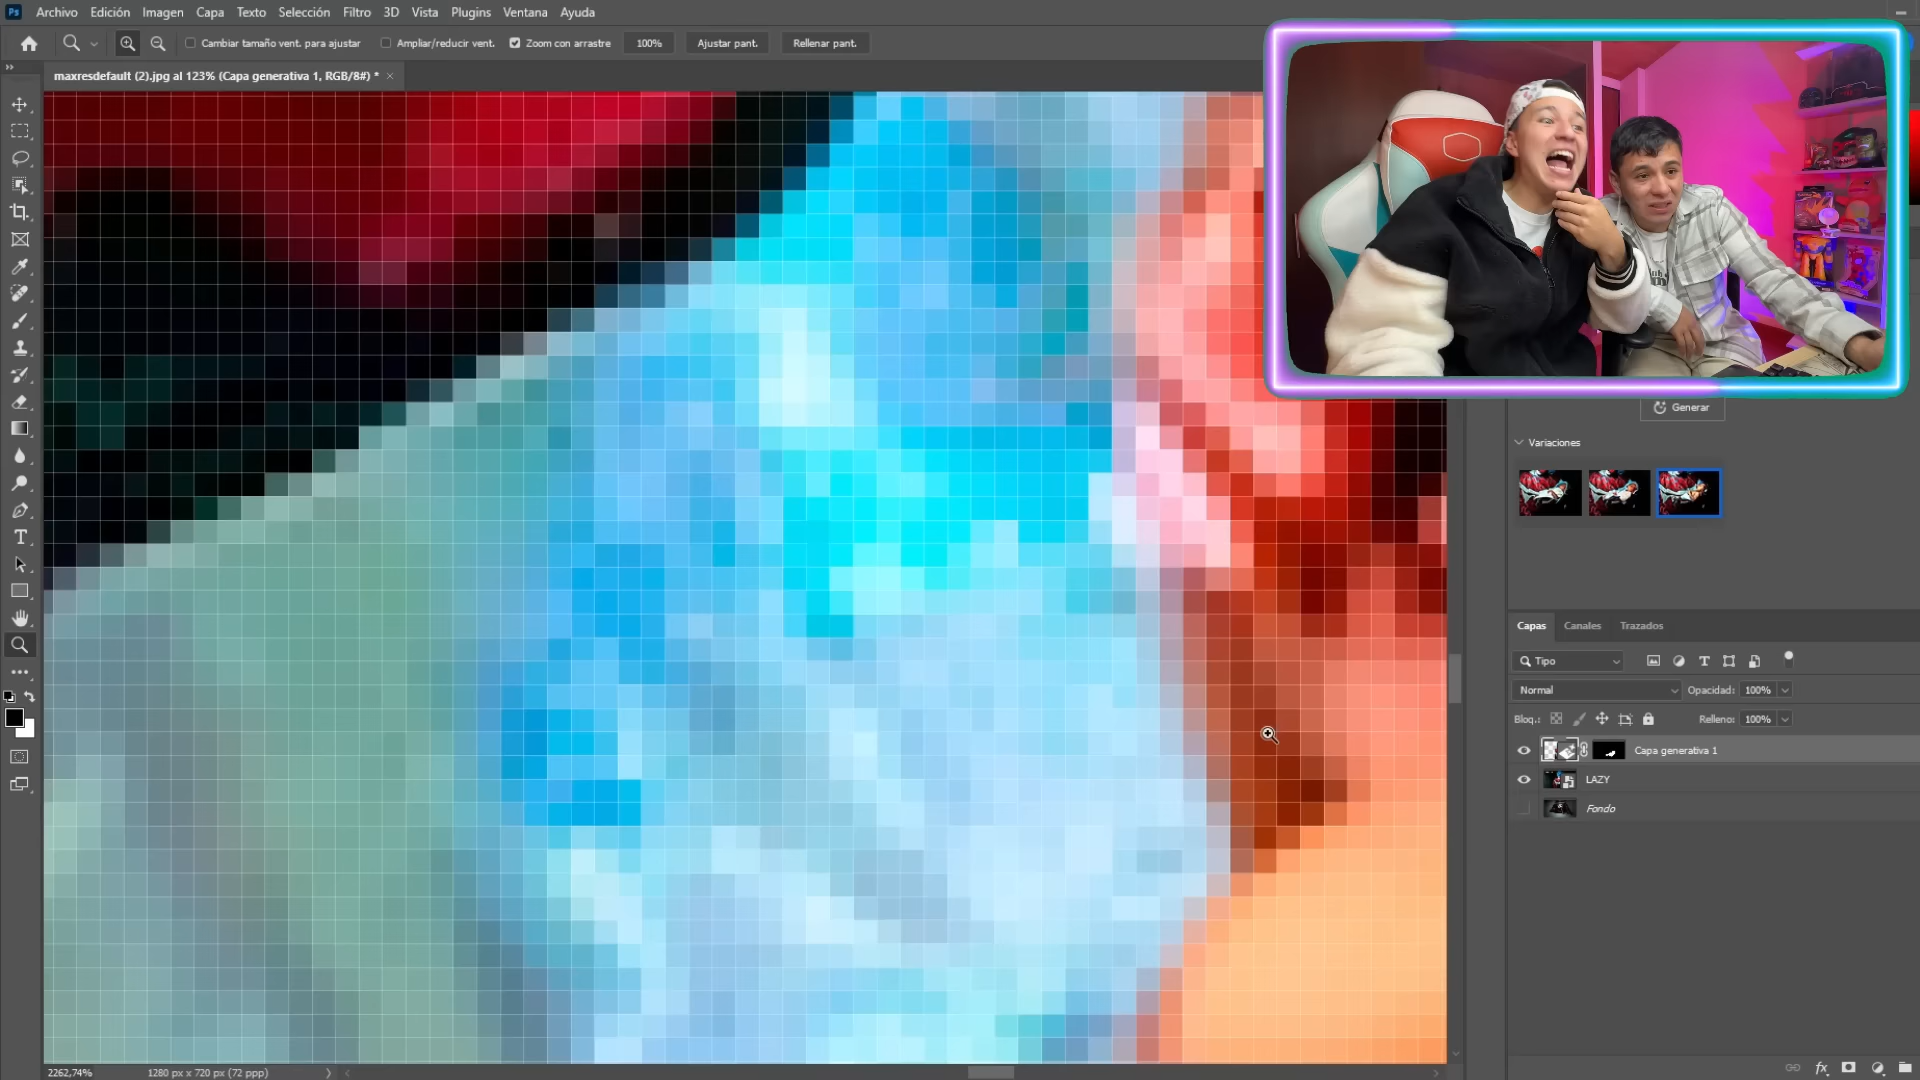 Ps Archivo Edición Imagen Capa Texto Selección Filtro 3D Vista Plugins Ventana Ayuda
Cambiar tamaño vent. para ajustar Ampliar/reducir vent. Zoom con arrastre 100% Ajustar pant. Rellenar pant.
maxresdefault (2).jpg al 123% (Capa generativa 1, RGB/8#) *
Generar
Variaciones
Capas Canales Trazados
Tipo
Normal Opacidad: 100%
Bloq.: Relleno: 100%
Capa generativa 1
LAZY
Fondo
2262,74% 1280 px x 720 px (72 ppp)
fx